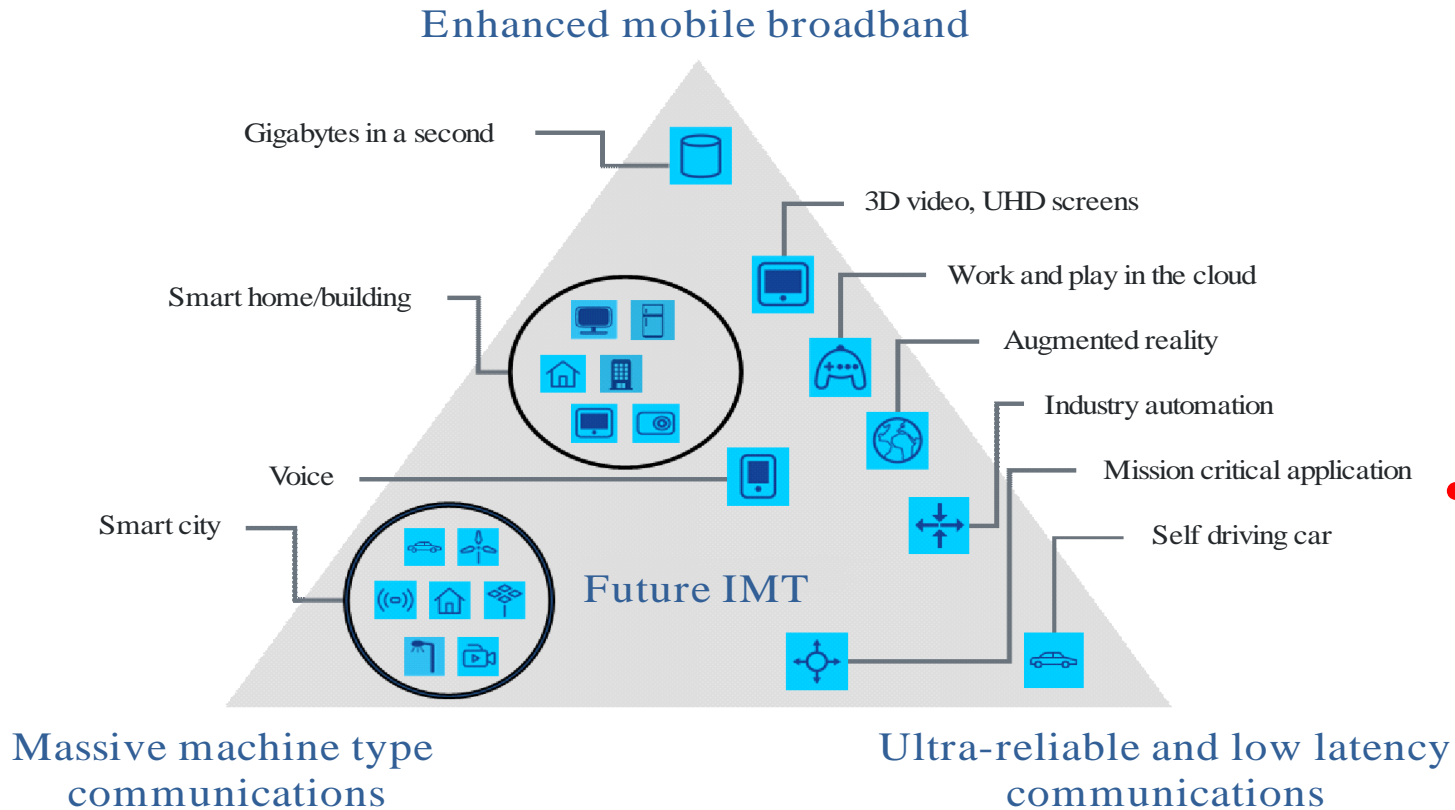 Enhanced mobile broadband
Gigabytes in a second
3D video, UHD screens
Work and play in the cloud
Smart home/building
Augmented reality
Industry automation
Mission critical application
Voice
Smart city
Self driving car
Future IMT
Massive machine type
communications
Ultra-reliable and low latency
communications